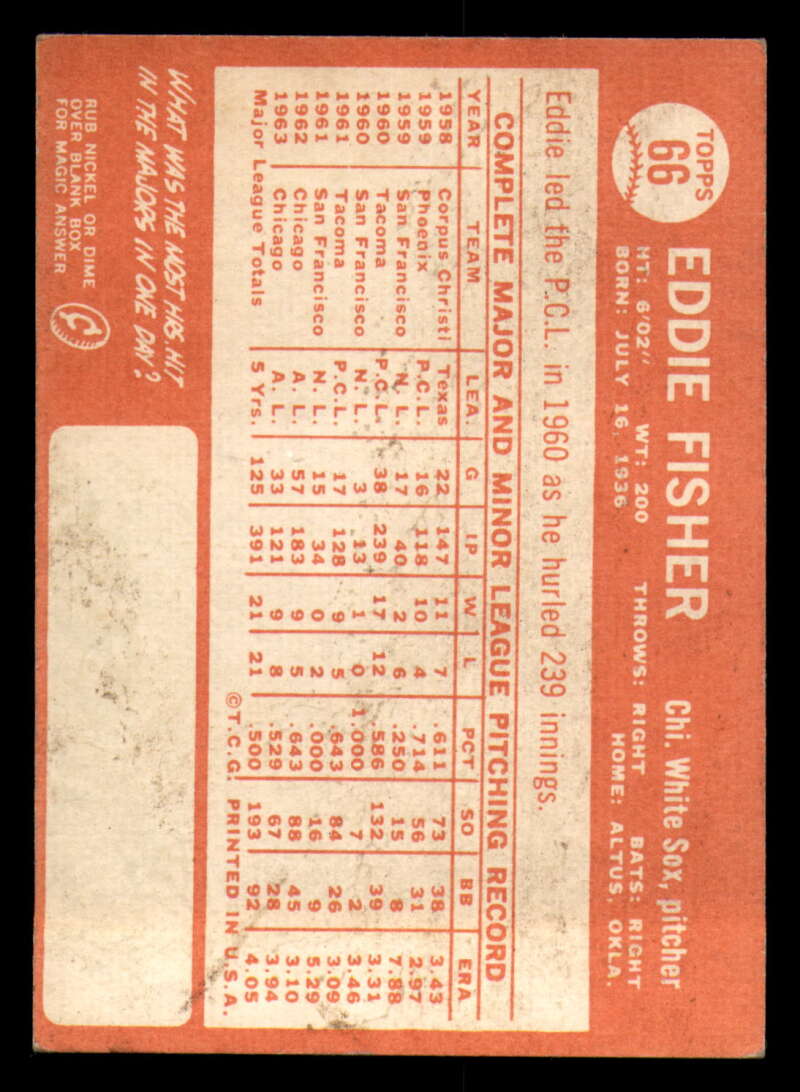 TOPPS
66
EDDIE FISHER Chi. White Sox, pitcher
HT: 6'02" WT: 200 THROWS: RIGHT BATS: RIGHT
BORN: JULY 16, 1936 HOME: ALTUS, OKLA.
Eddie led the P.C.L. in 1960 as he hurled 239 innings.
COMPLETE MAJOR AND MINOR LEAGUE PITCHING RECORD
YEAR TEAM LEA. G IP W L PCT SO BB ERA
1958 Corpus Christi Texas 22 147 11 7 .611 73 38 3.43
1959 Phoenix P.C.L. 16 118 10 4 .714 56 31 2.97
1959 San Francisco N. L. 17 40 2 6 .250 15 8 7.88
1960 Tacoma P.C.L. 38 239 17 12 .586 132 39 3.31
1960 San Francisco N. L. 3 13 1 0 1.000 7 2 3.46
1961 Tacoma P.C.L. 17 128 9 5 .643 84 26 3.09
1961 San Francisco N. L. 15 34 0 2 .000 16 9 5.29
1962 Chicago A. L. 57 183 9 5 .643 88 45 3.10
1963 Chicago A. L. 33 121 9 8 .529 67 28 3.94
Major League Totals 5 Yrs. 125 391 21 21 .500 193 92 4.05
©T.C.G. PRINTED IN U.S.A.
WHAT WAS THE MOST HRS. HIT
IN THE MAJORS IN ONE DAY?
RUB NICKEL OR DIME
OVER BLANK BOX
FOR MAGIC ANSWER